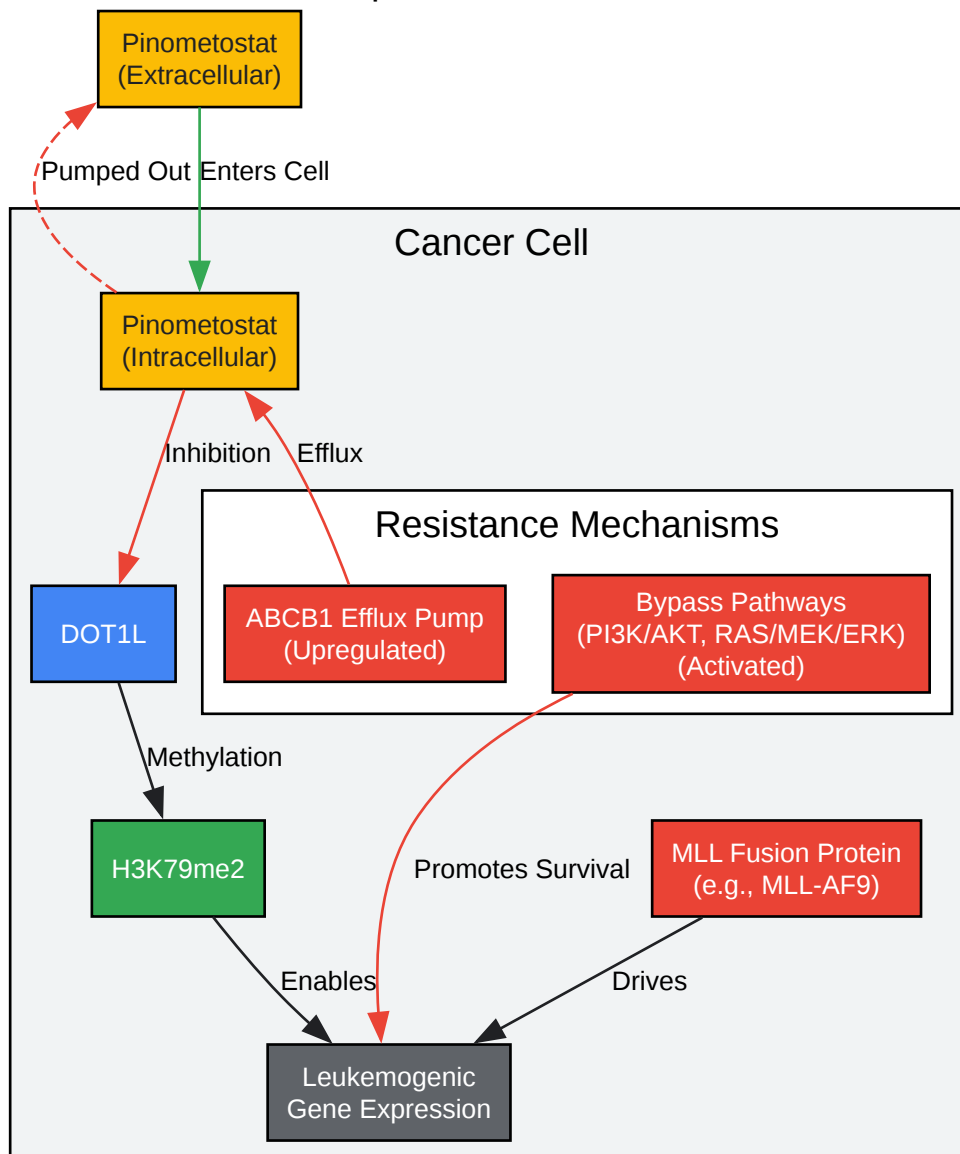 Pinometostat
(Extracellular)
Pumped Out
Enters Cell
Cancer Cell
Pinometostat
(Intracellular)
Inhibition
Efflux
Resistance Mechanisms
DOT1L
ABCB1 Efflux Pump
(Upregulated)
Bypass Pathways
(PI3K/AKT, RAS/MEK/ERK)
(Activated)
Methylation
H3K79me2
Promotes Survival
MLL Fusion Protein
(e.g., MLL-AF9)
Enables
Drives
Leukemogenic
Gene Expression